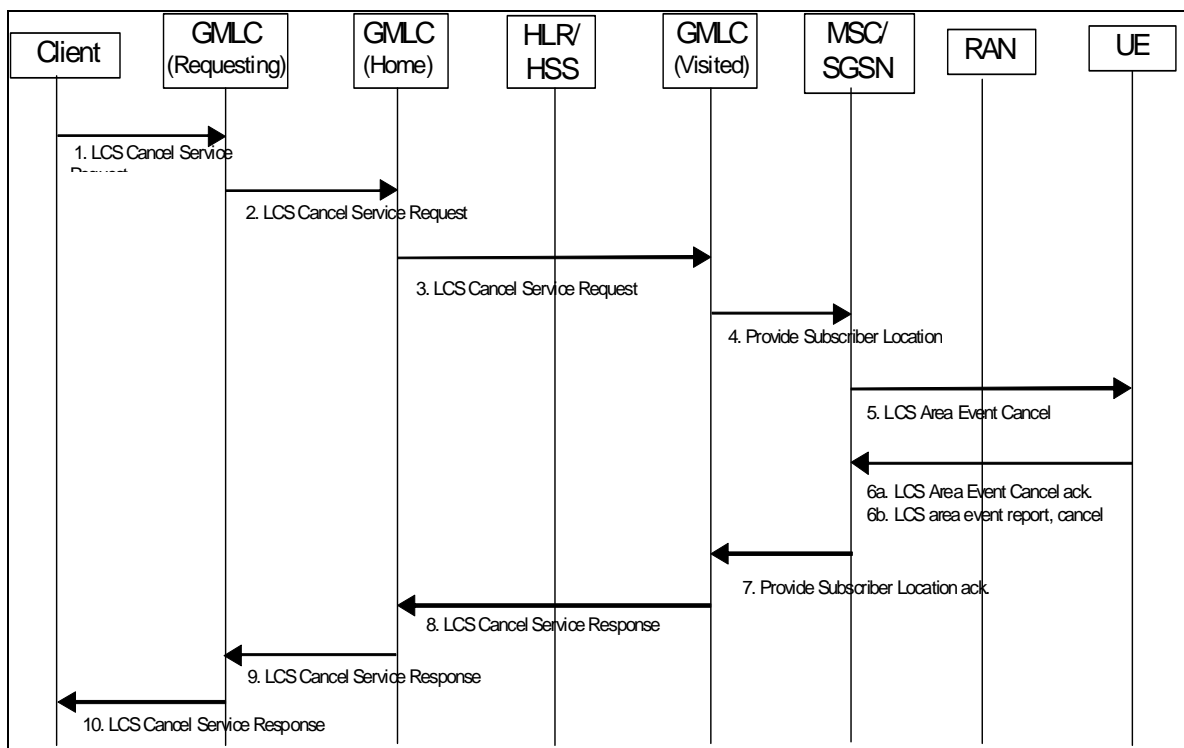 Client
GMLC
(Requesting)
GMLC
(Home)
HLR/
HSS
GMLC
(Visited)
MSC/
SGSN
RAN
UE
1. LCS Cancel Service
2. LCS Cancel Service Request
3. LCS Cancel Service Request
4. Provide Subscriber Location
5. LCS Area Event Cancel
6a. LCS Area Event Cancel ack.
6b. LCS area event report, cancel
7. Provide Subscriber Location ack.
8. LCS Cancel Service Response
9. LCS Cancel Service Response
10. LCS Cancel Service Response